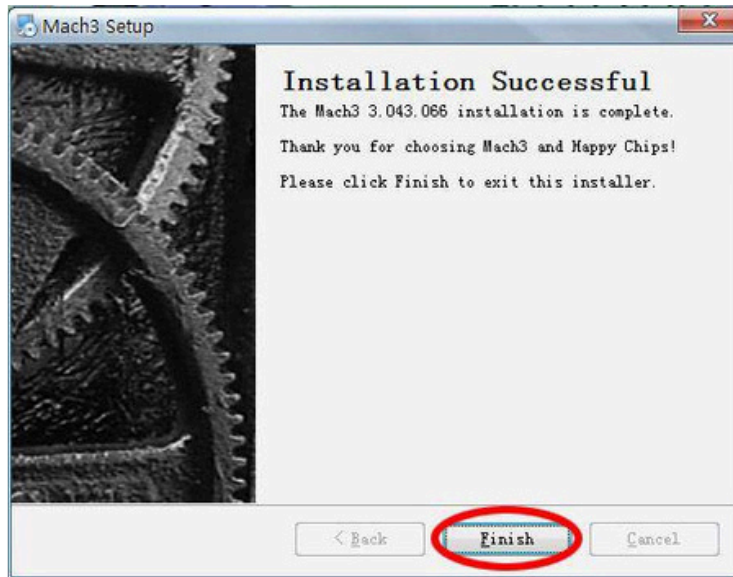 Mach3 Setup
Installation Successful
The Mach3 3.043.066 installation is complete.
Thank you for choosing Mach3 and Happy Chips!
Please click Finish to exit this installer.
< Back
Finish
Cancel